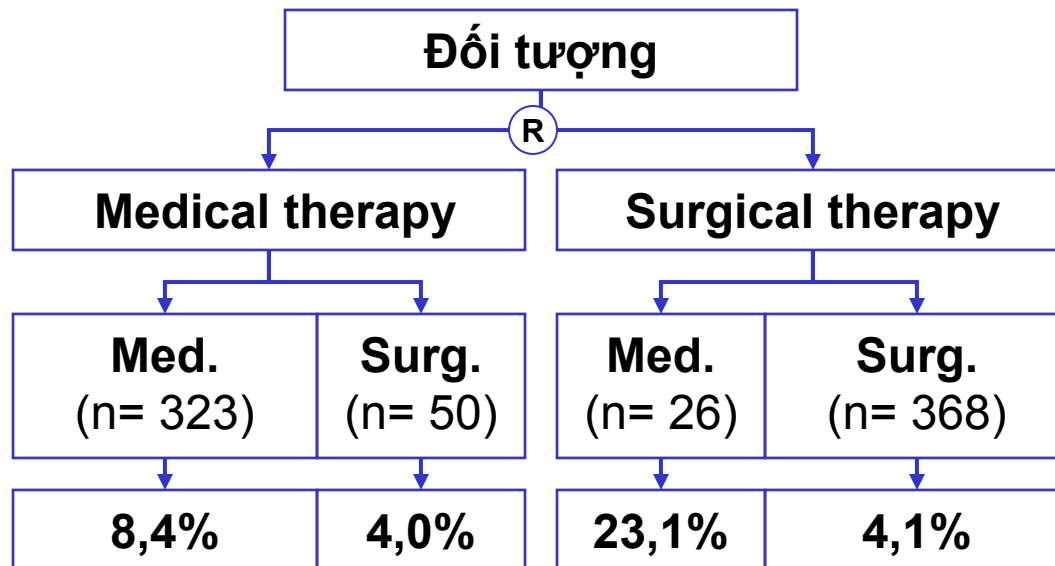 Đối tượng
R
Medical therapy
Surgical therapy
Med.
(n= 323)
Surg.
(n= 50)
Med.
(n= 26)
Surg.
(n= 368)
8,4%
4,0%
23,1%
4,1%